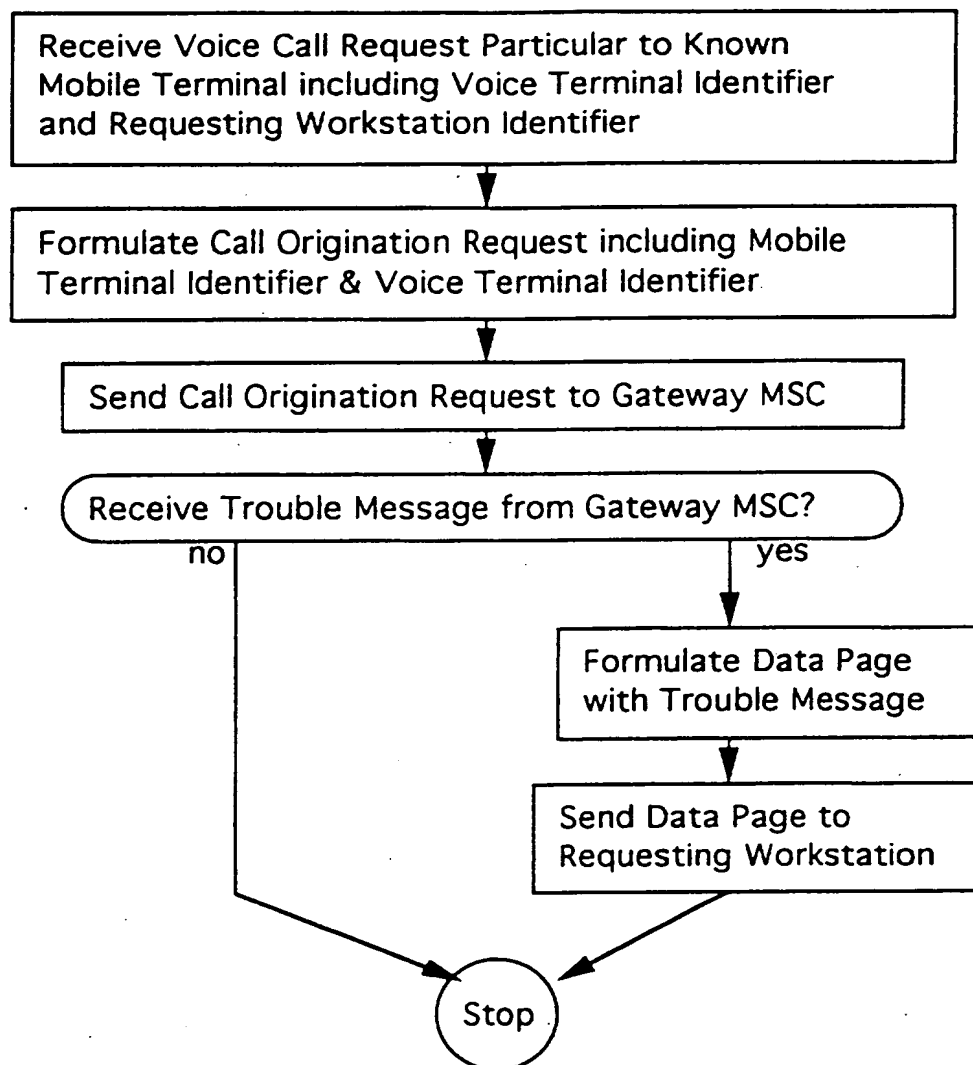 Receive Voice Call Request Particular to Known
Mobile Terminal including Voice Terminal Identifier
and Requesting Workstation Identifier
Formulate Call Origination Request including Mobile
Terminal Identifier & Voice Terminal Identifier
Send Call Origination Request to Gateway MSC
Receive Trouble Message from Gateway MSC?
no
yes
Formulate Data Page
with Trouble Message
Send Data Page to
Requesting Workstation
Stop